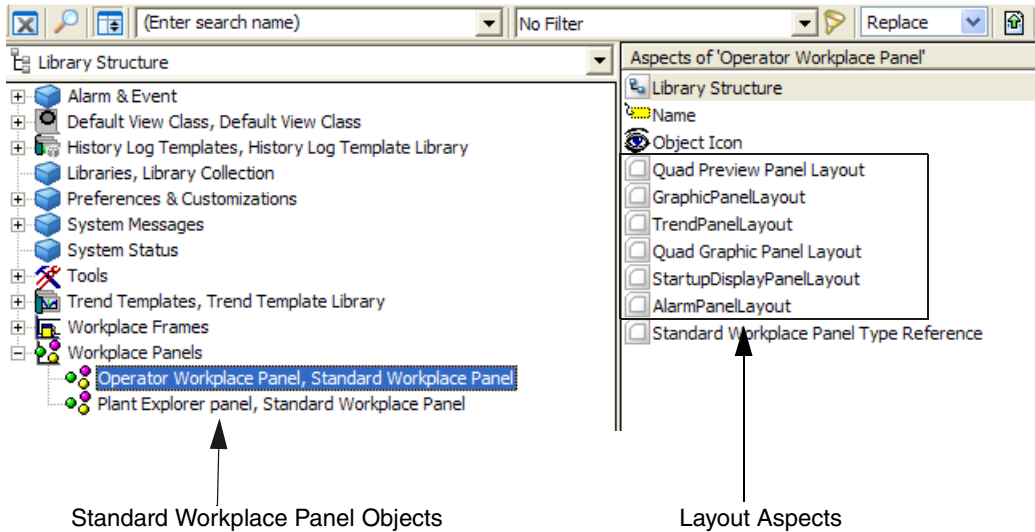 (Enter search name)
No Filter
Replace
Library Structure
Alarm & Event
Default View Class, Default View Class
History Log Templates, History Log Template Library
Libraries, Library Collection
Preferences & Customizations
System Messages
System Status
Tools
Trend Templates, Trend Template Library
Workplace Frames
Workplace Panels
Operator Workplace Panel, Standard Workplace Panel
Plant Explorer panel, Standard Workplace Panel
Aspects of 'Operator Workplace Panel'
Library Structure
Name
Object Icon
Quad Preview Panel Layout
GraphicPanelLayout
TrendPanelLayout
Quad Graphic Panel Layout
StartupDisplayPanelLayout
AlarmPanelLayout
Standard Workplace Panel Type Reference
Standard Workplace Panel Objects
Layout Aspects